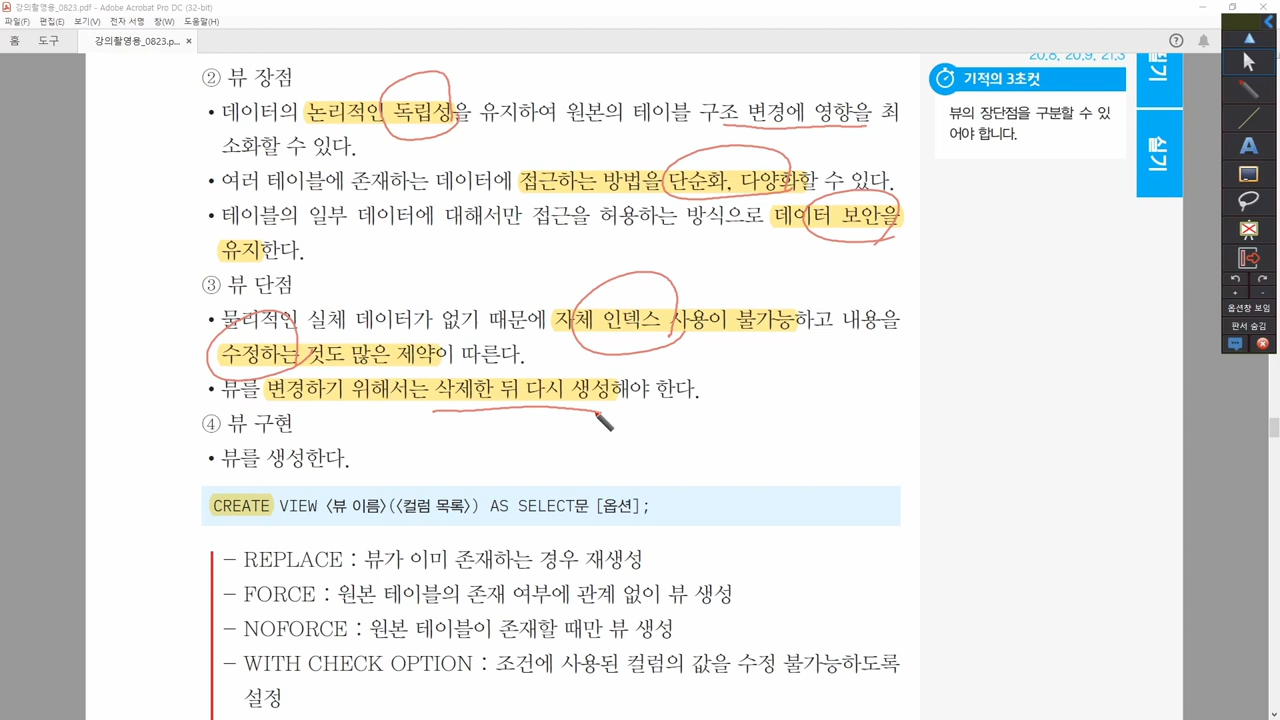 강의촬영용_0823.pdf - Adobe Acrobat Pro DC (32-bit)
파일(F) 편집(E) 보기(V) 전자 서명 창(W) 도움말(H)
홈 도구 강의촬영용_0823.p... ×
② 뷰 장점
• 데이터의 논리적인 독립성을 유지하여 원본의 테이블 구조 변경에 영향을 최
소화할 수 있다.
• 여러 테이블에 존재하는 데이터에 접근하는 방법을 단순화, 다양화할 수 있다.
• 테이블의 일부 데이터에 대해서만 접근을 허용하는 방식으로 데이터 보안을
유지한다.
③ 뷰 단점
• 물리적인 실체 데이터가 없기 때문에 자체 인덱스 사용이 불가능하고 내용을
수정하는 것도 많은 제약이 따른다.
• 뷰를 변경하기 위해서는 삭제한 뒤 다시 생성해야 한다.
④ 뷰 구현
• 뷰를 생성한다.
CREATE VIEW 〈뷰 이름〉(〈컬럼 목록〉) AS SELECT문 [옵션];
– REPLACE : 뷰가 이미 존재하는 경우 재생성
– FORCE : 원본 테이블의 존재 여부에 관계 없이 뷰 생성
– NOFORCE : 원본 테이블이 존재할 때만 뷰 생성
– WITH CHECK OPTION : 조건에 사용된 컬럼의 값을 수정 불가능하도록
설정
20.8, 20.9, 21.3
기적의 3초컷
뷰의 장단점을 구분할 수 있
어야 합니다.
필기
실기
옵션창 보임
판서 숨김